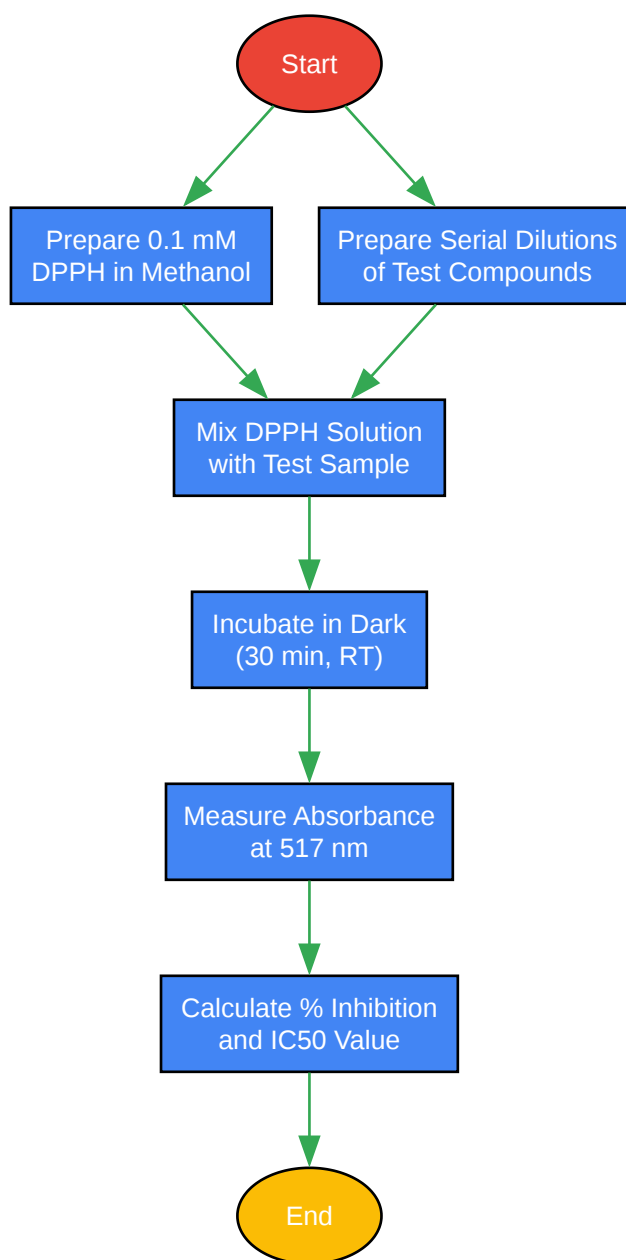 Start
Prepare 0.1 mM
DPPH in Methanol
Prepare Serial Dilutions
of Test Compounds
Mix DPPH Solution
with Test Sample
Incubate in Dark
(30 min, RT)
Measure Absorbance
at 517 nm
Calculate % Inhibition
and IC50 Value
End